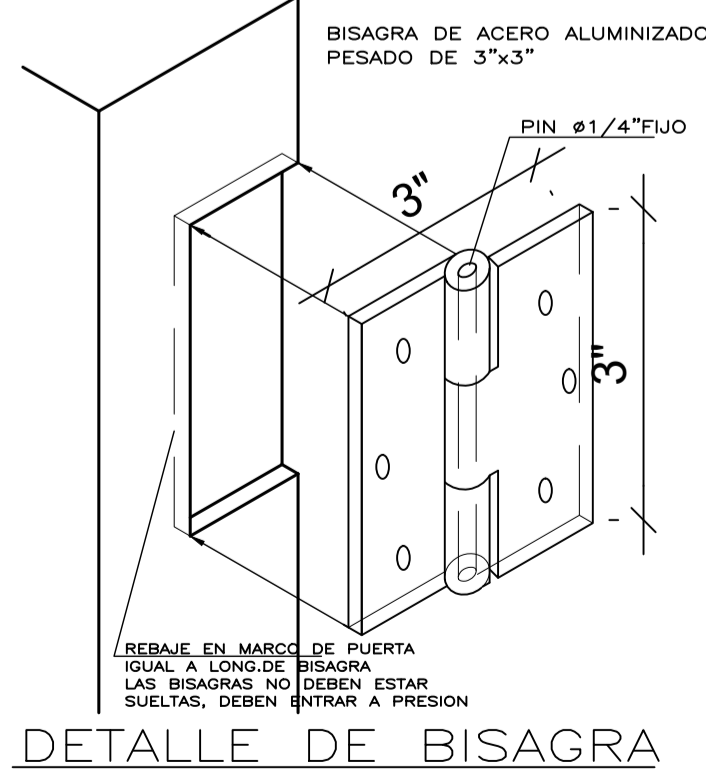 BISAGRA DE ACERO ALUMINIZADO
PESADO DE 3"x3"
PIN ø1/4"FIJO
3"
3"
REBAJE EN MARCO DE PUERTA
IGUAL A LONG.DE BISAGRA
LAS BISAGRAS NO DEBEN ESTAR
SUELTAS, DEBEN ENTRAR A PRESION
DETALLE DE BISAGRA